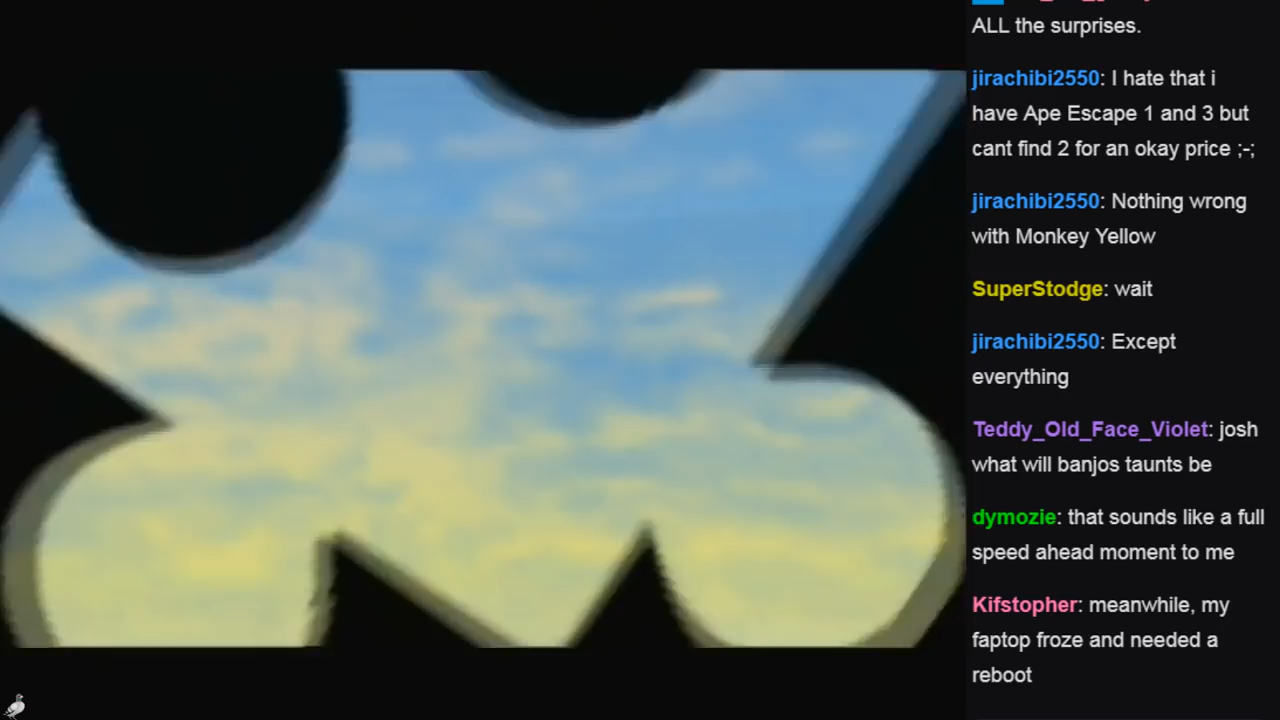 ALL the surprises.
jirachibi2550: I hate that i
have Ape Escape 1 and 3 but
cant find 2 for an okay price ;-;
jirachibi2550: Nothing wrong
with Monkey Yellow
SuperStodge: wait
jirachibi2550: Except
everything
Teddy_Old_Face_Violet: josh
what will banjos taunts be
dymozie: that sounds like a full
speed ahead moment to me
Kifstopher: meanwhile, my
faptop froze and needed a
reboot